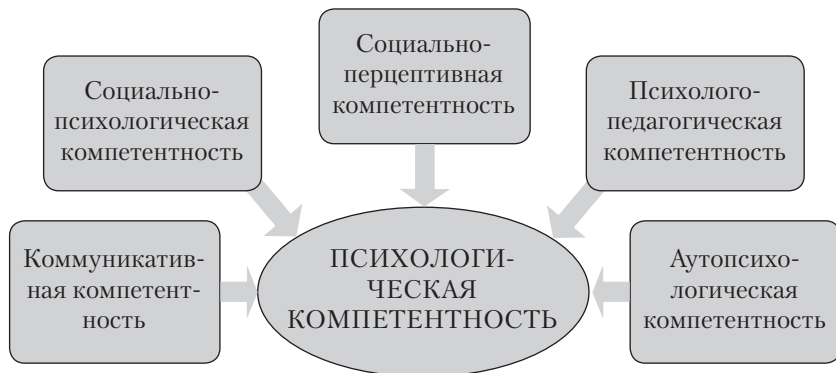 Социально-
перцептивная
компетентность
Социально-
психологическая
компетентность
Психолого-
педагогическая
компетентность
Коммуникатив-
ная компетент-
ность
ПСИХОЛОГИ-
ЧЕСКАЯ
КОМПЕТЕНТНОСТЬ
Аутопсихо-
логическая
компетентность